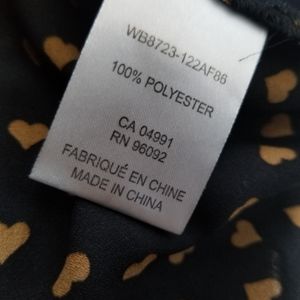 WB8723-122AF86
100% POLYESTER
CA 04991
RN 96092
FABRIQUÉ EN CHINE
MADE IN CHINA